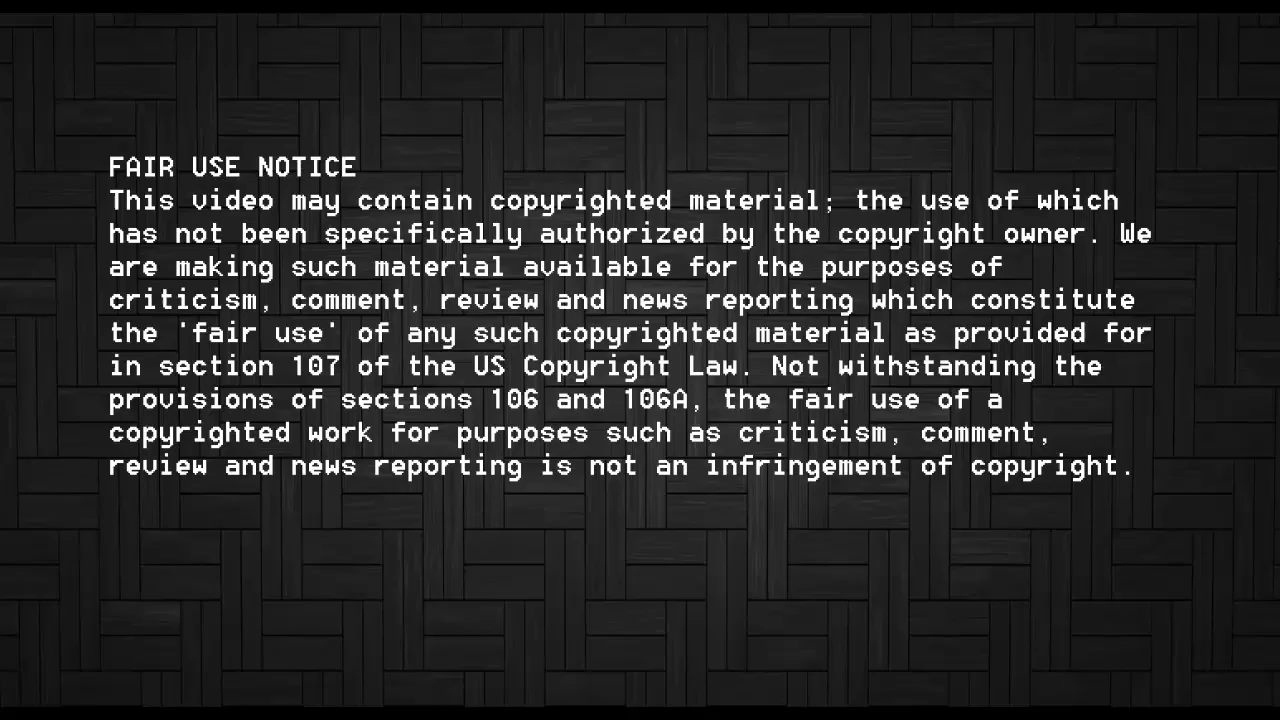 FAIR USE NOTICE
This video may contain copyrighted material; the use of which
has not been specifically authorized by the copyright owner. We
are making such material available for the purposes of
criticism, comment, review and news reporting which constitute
the 'fair use' of any such copyrighted material as provided for
in section 107 of the US Copyright Law. Not withstanding the
provisions of sections 106 and 106A, the fair use of a
copyrighted work for purposes such as criticism, comment,
review and news reporting is not an infringement of copyright.